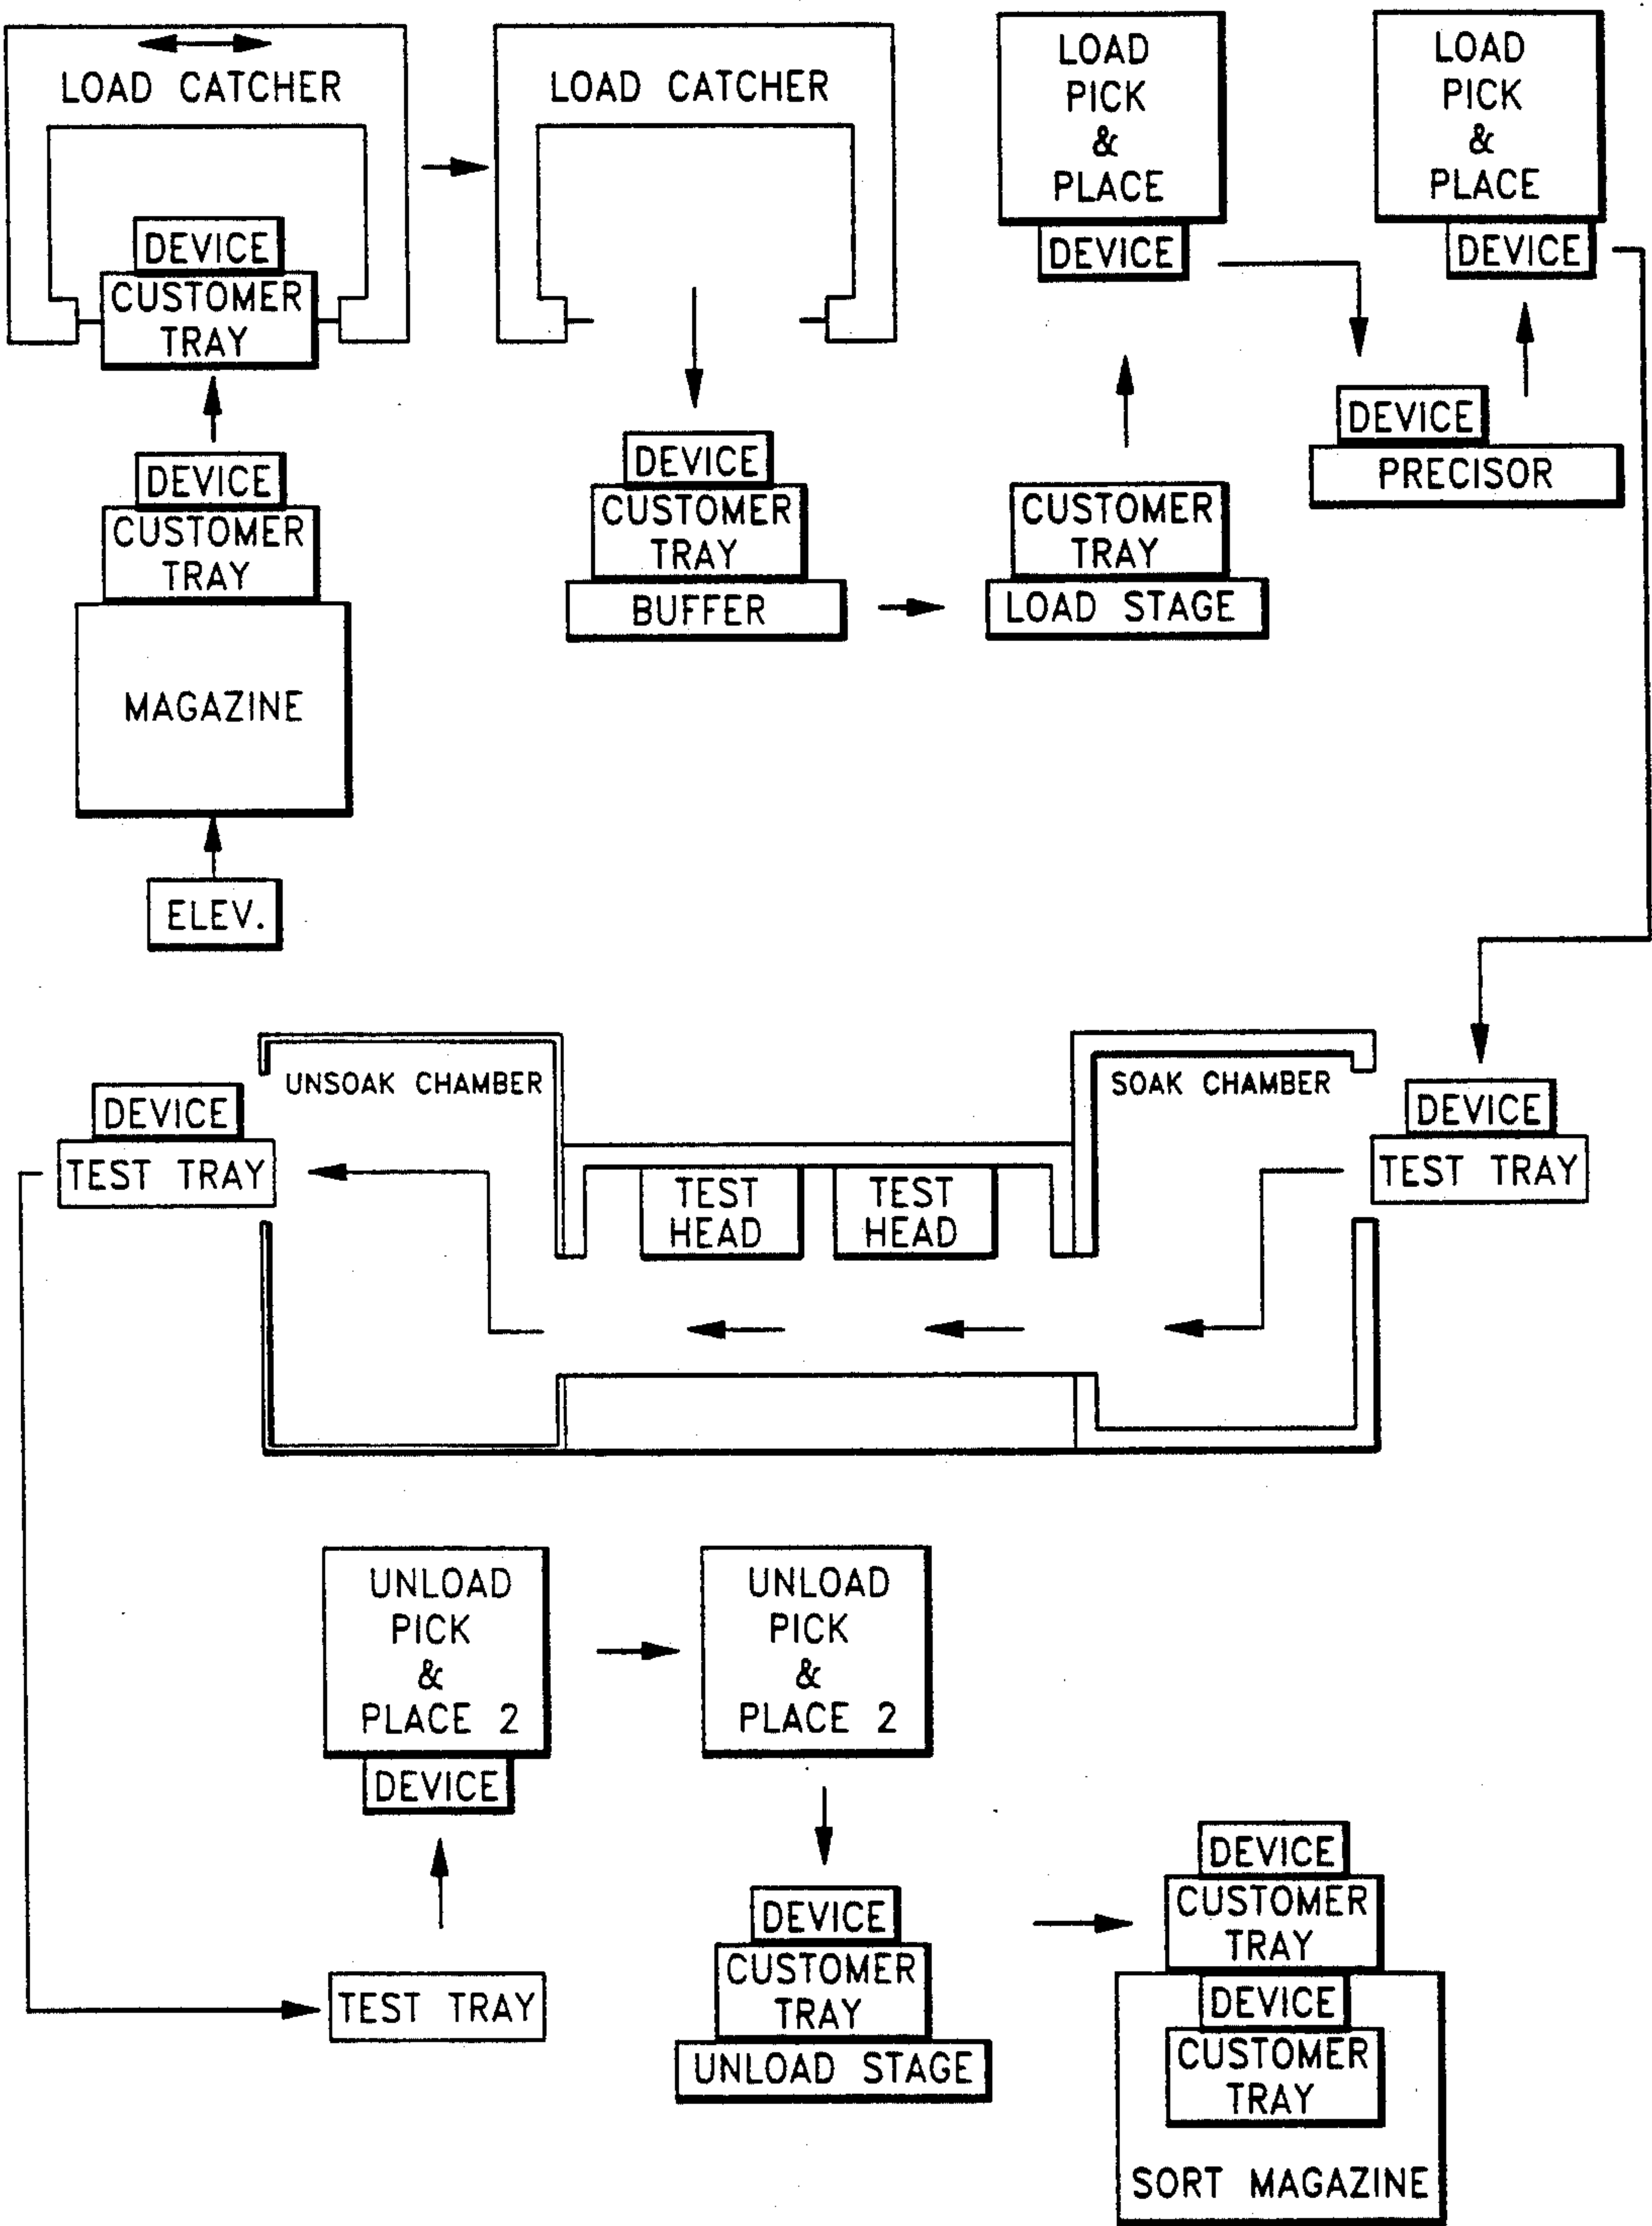 LOAD CATCHER
DEVICE
CUSTOMER
TRAY
DEVICE
CUSTOMER
TRAY
MAGAZINE
ELEV.
LOAD CATCHER
DEVICE
CUSTOMER
TRAY
BUFFER
LOAD
PICK
&
PLACE
DEVICE
CUSTOMER
TRAY
LOAD STAGE
LOAD
PICK
&
PLACE
DEVICE
DEVICE
PRECISOR
DEVICE
TEST TRAY
UNSOAK CHAMBER
TEST
HEAD
TEST
HEAD
SOAK CHAMBER
DEVICE
TEST TRAY
UNLOAD
PICK
&
PLACE 2
DEVICE
TEST TRAY
UNLOAD
PICK
&
PLACE 2
DEVICE
CUSTOMER
TRAY
UNLOAD STAGE
DEVICE
CUSTOMER
TRAY
DEVICE
CUSTOMER
TRAY
SORT MAGAZINE